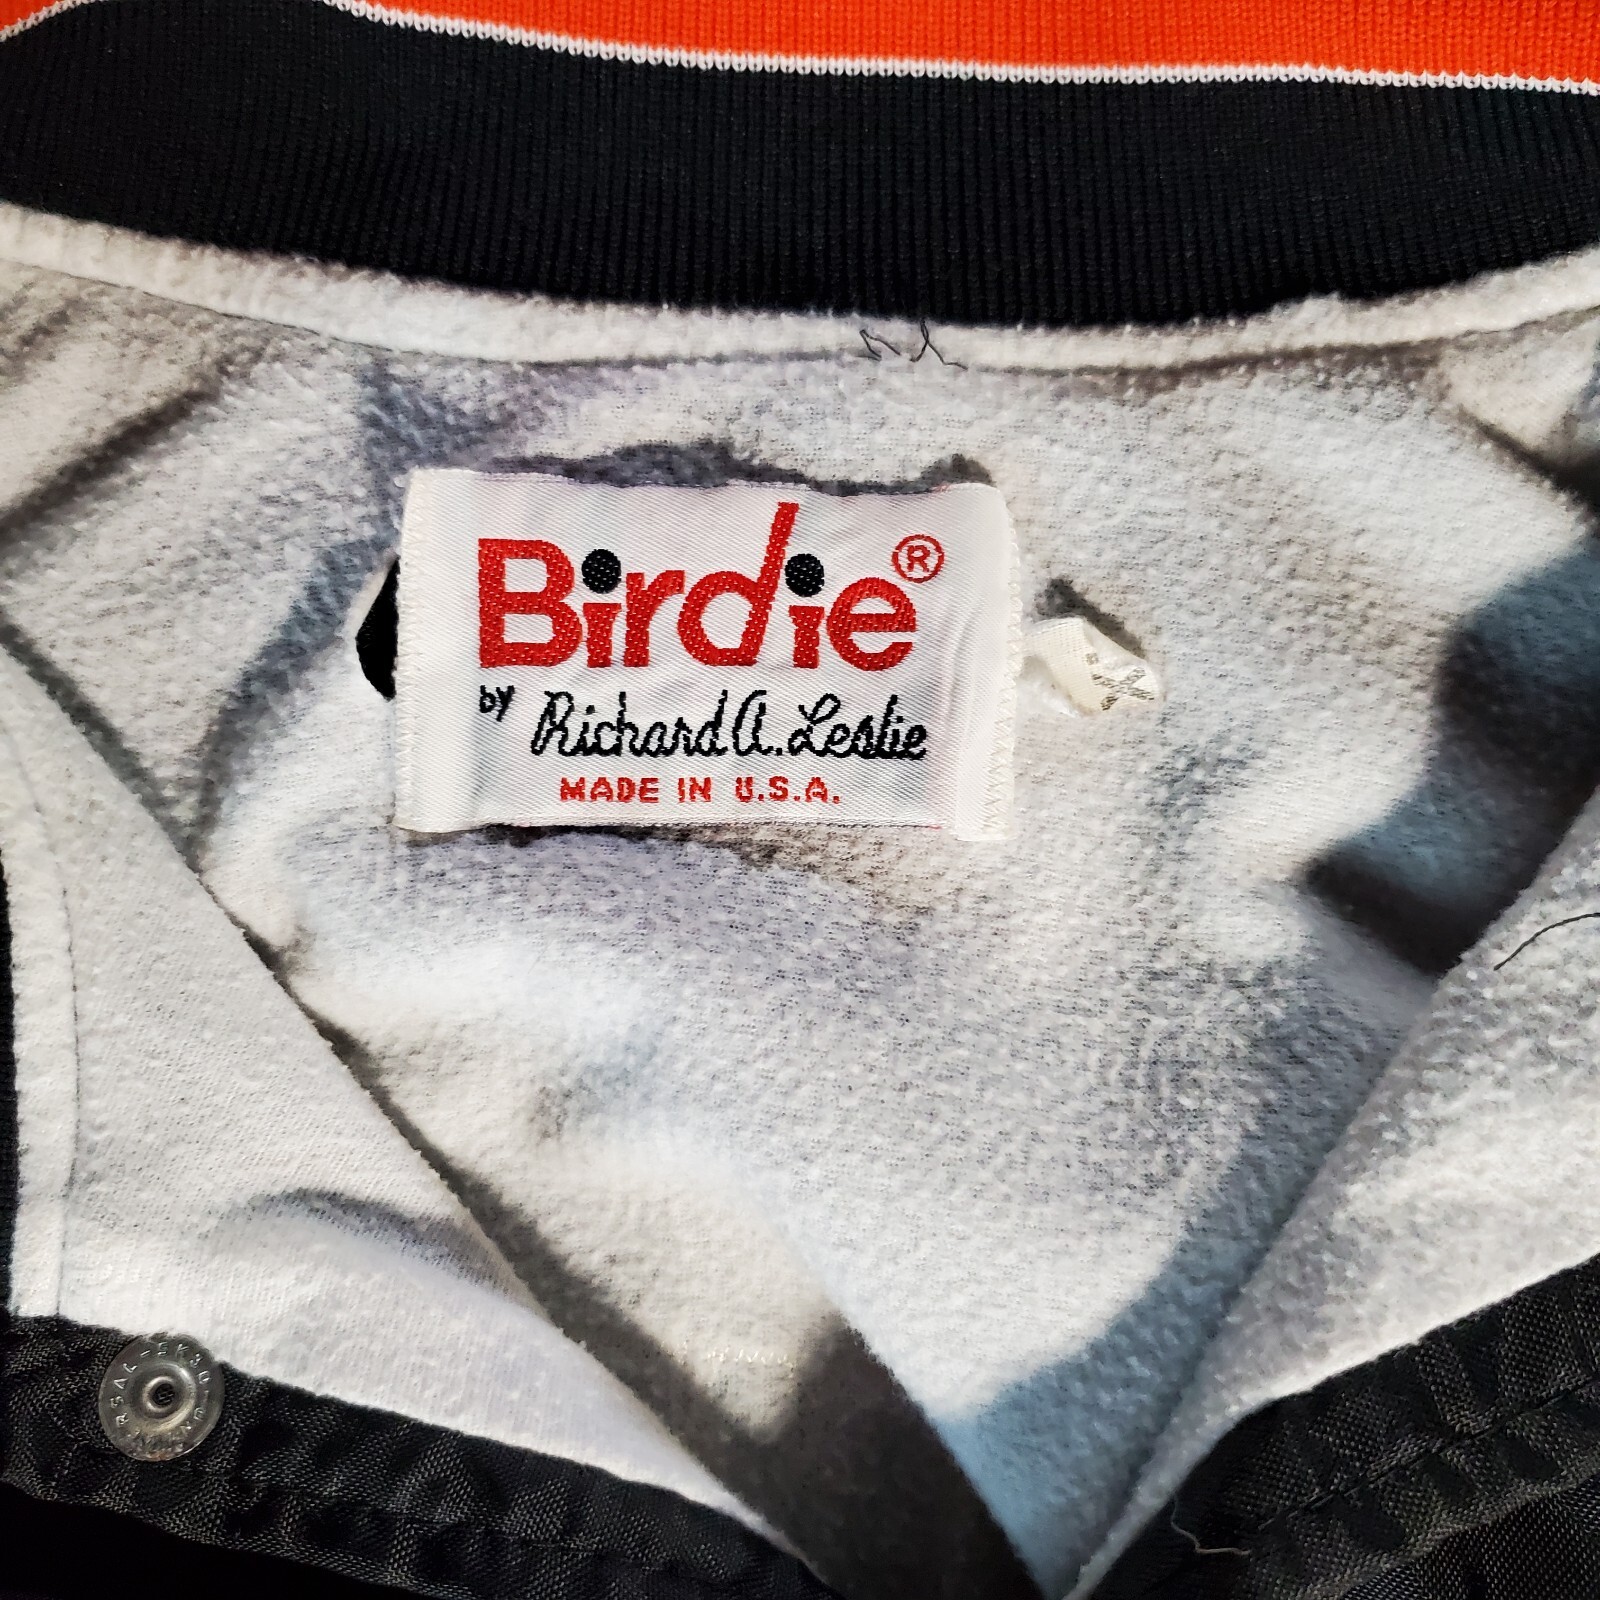 Birdie®
by Richard A. Leslie
MADE IN U.S.A.